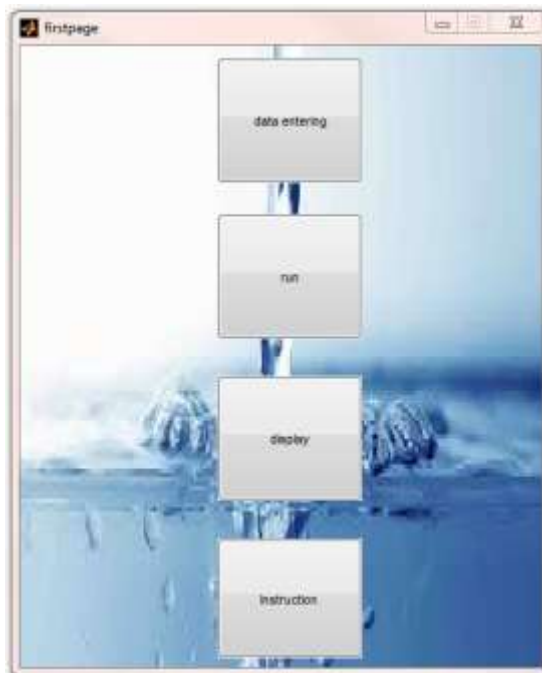 firstpage
data entering
run
display
Instruction